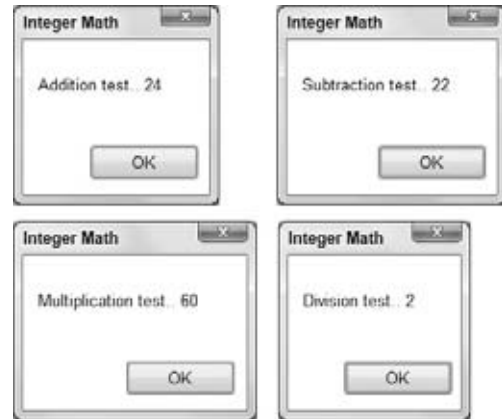 Integer Math
Addition test.. 24
OK
Integer Math
Subtraction test.. 22
OK
Integer Math
Multiplication test.. 60
OK
Integer Math
Division test.. 2
OK